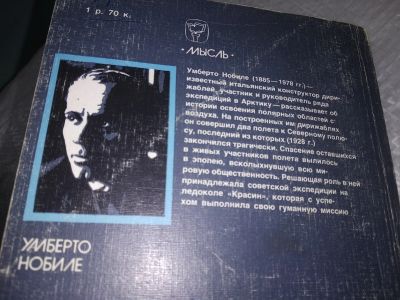 1 р. 70 к.
·МЫСЛЬ·
Умберто Нобиле (1885—1978 гг.) —
известный итальянский конструктор дири-
жаблей, участник и руководитель ряда
экспедиций в Арктику — рассказывает об
истории освоения полярных областей с
воздуха. На построенных им дирижаблях
он совершил два полета к Северному полю-
су, последний из которых (1928 г.)
закончился трагически. Спасение оставшихся
в живых участников полета вылилось
в эпопею, всколыхнувшую всю ми-
ровую общественность. Решающая роль в ней
принадлежала советской экспедиции на
ледоколе «Красин», которая с успе-
хом выполнила свою гуманную миссию
УМБЕРТО
НОБИЛЕ